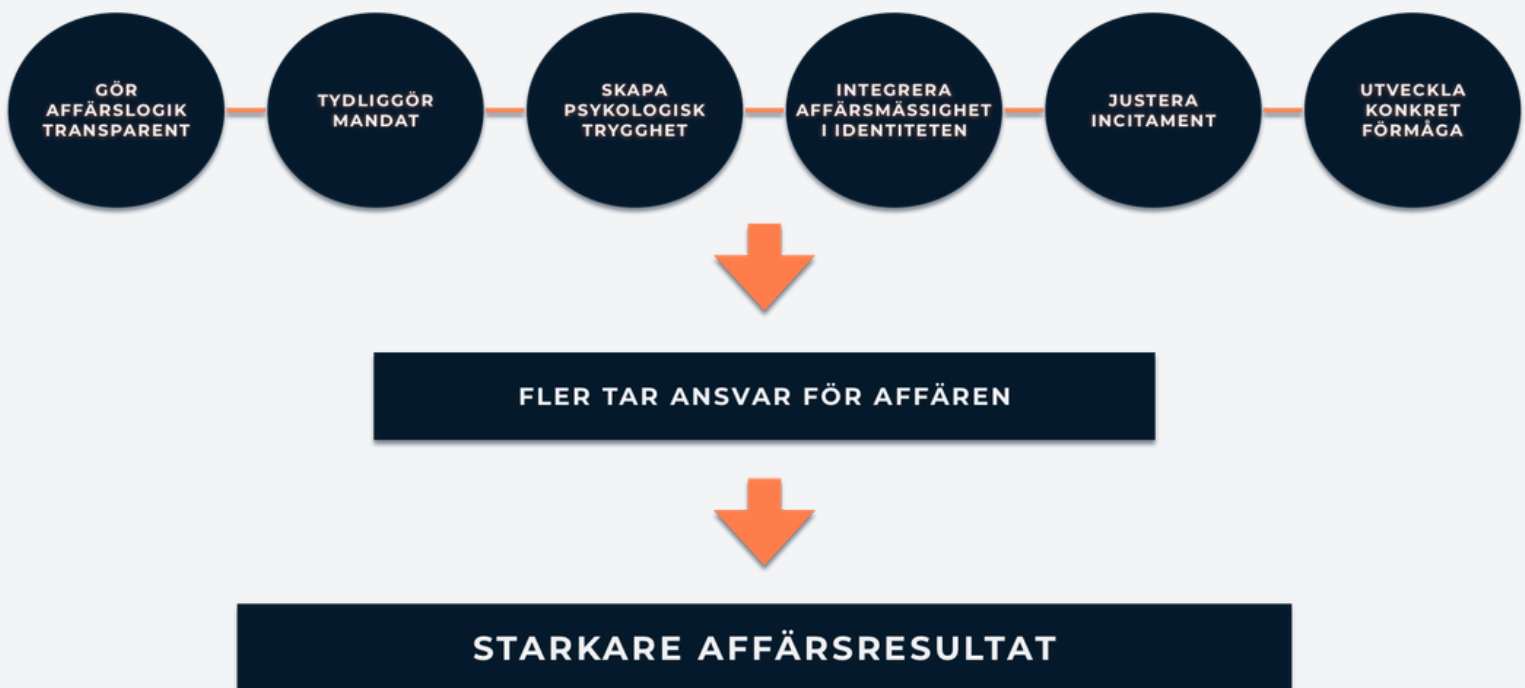 GÖR
AFFÄRSLOGIK
TRANSPARENT
TYDLIGGÖR
MANDAT
SKAPA
PSYKOLOGISK
TRYGGHET
INTEGRERA
AFFÄRSMÄSSIGHET
I IDENTITETEN
JUSTERA
INCITAMENT
UTVECKLA
KONKRET
FÖRMÅGA
FLER TAR ANSVAR FÖR AFFÄREN
STARKARE AFFÄRSRESULTAT